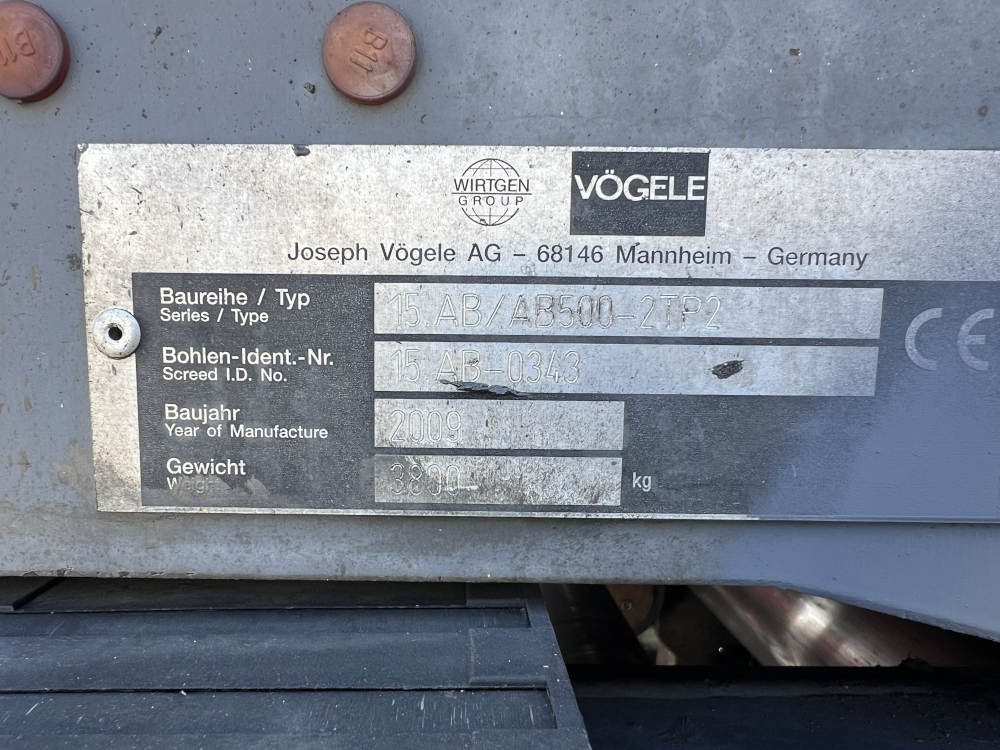 B11
B11
WIRTGEN
GROUP
VÖGELE
Joseph Vögele AG – 68146 Mannheim – Germany
Baureihe / Typ
Series / Type
15.AB/AB500-2TP2
Bohlen-Ident.-Nr.
Screed I.D. No.
15.AB-0343
Baujahr
Year of Manufacture
2009
Gewicht
3800-
kg
CE